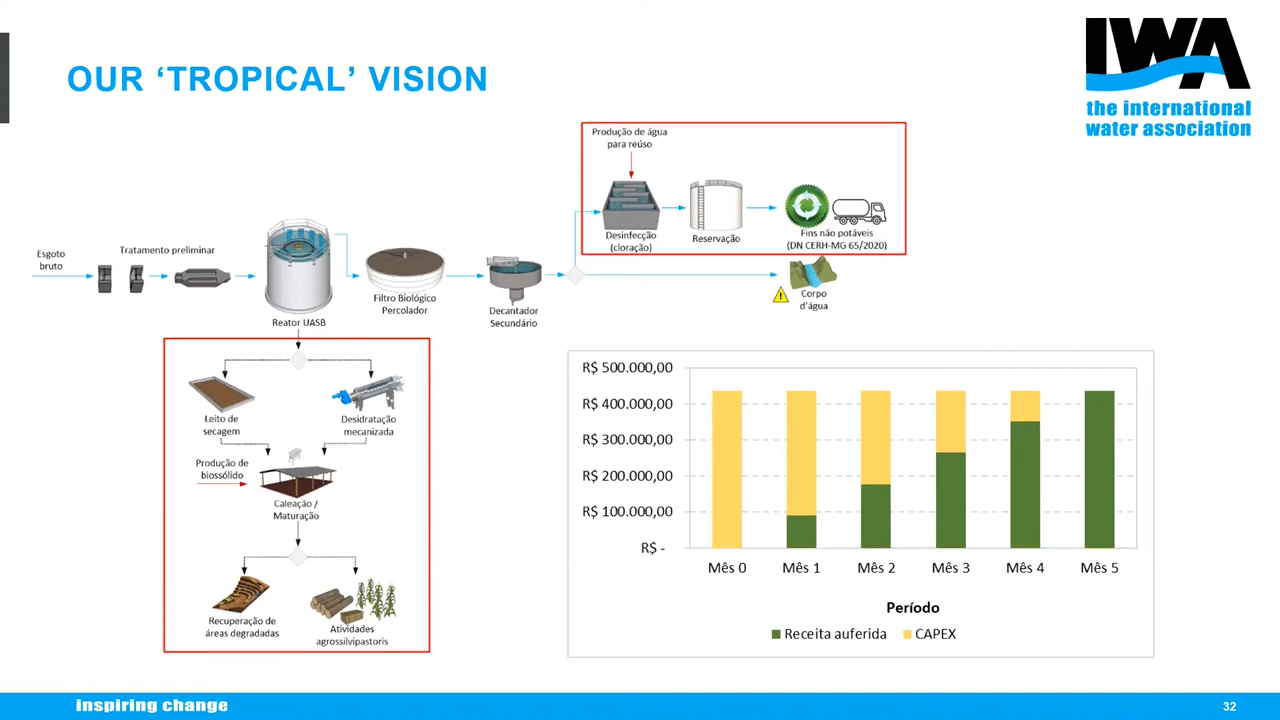 OUR ‘TROPICAL’ VISION
IWA
the international
water association
Produção de água
para reúso
Desinfecção
(cloração)
Reservação
Fins não potáveis
(DN CERH-MG 65/2020)
Esgoto
bruto
Tratamento preliminar
Reator UASB
Filtro Biológico
Percolador
Decantador
Secundário
Corpo
d’água
Leito de
secagem
Desidratação
mecanizada
Produção de
biossólido
Caleação /
Maturação
Recuperação de
áreas degradadas
Atividades
agrossilvipastoris
R$ 500.000,00
R$ 400.000,00
R$ 300.000,00
R$ 200.000,00
R$ 100.000,00
R$ -
Mês 0 Mês 1 Mês 2 Mês 3 Mês 4 Mês 5
Período
Receita auferida CAPEX
inspiring change
32